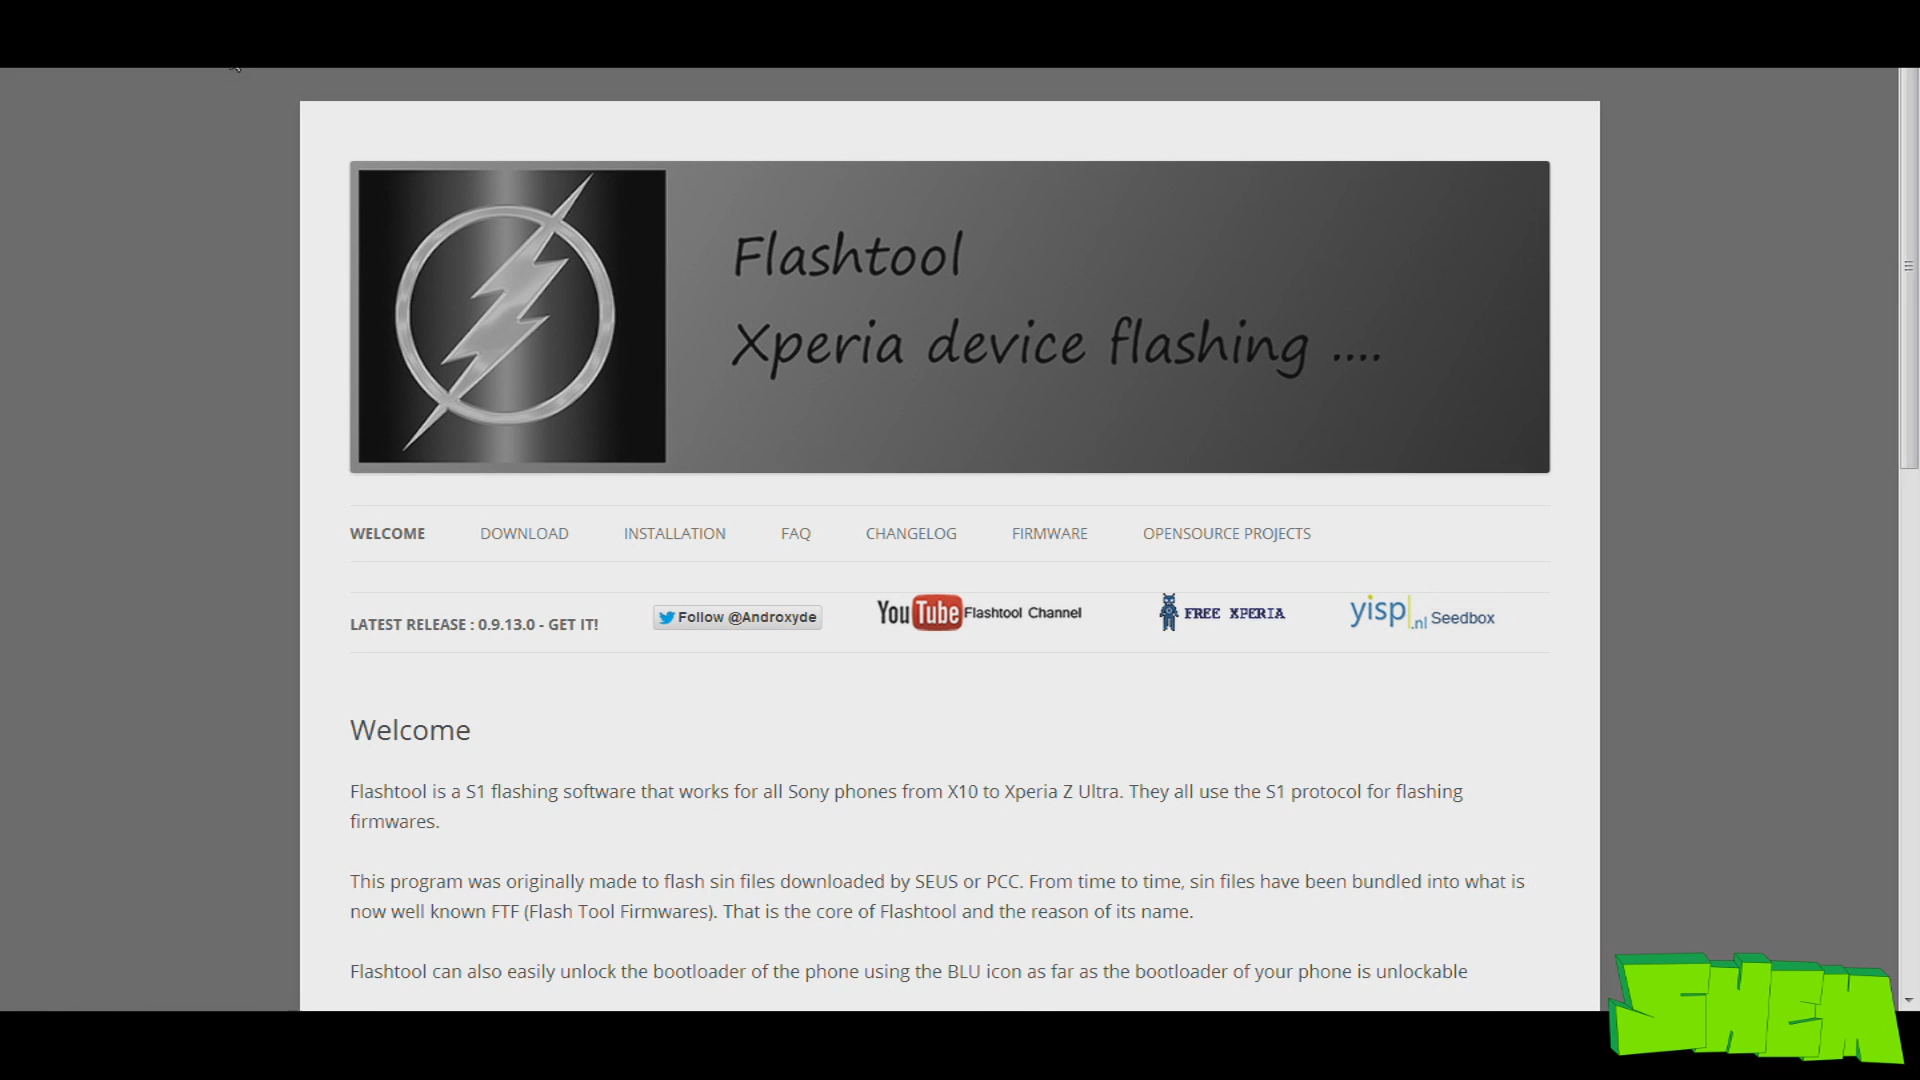 Flashtool
Xperia device flashing ....
WELCOME DOWNLOAD INSTALLATION FAQ CHANGELOG FIRMWARE OPENSOURCE PROJECTS
LATEST RELEASE : 0.9.13.0 - GET IT! Follow @Androxyde YouTube Flashtool Channel FREE XPERIA yisp.nl Seedbox
Welcome
Flashtool is a S1 flashing software that works for all Sony phones from X10 to Xperia Z Ultra. They all use the S1 protocol for flashing
firmwares.
This program was originally made to flash sin files downloaded by SEUS or PCC. From time to time, sin files have been bundled into what is
now well known FTF (Flash Tool Firmwares). That is the core of Flashtool and the reason of its name.
Flashtool can also easily unlock the bootloader of the phone using the BLU icon as far as the bootloader of your phone is unlockable